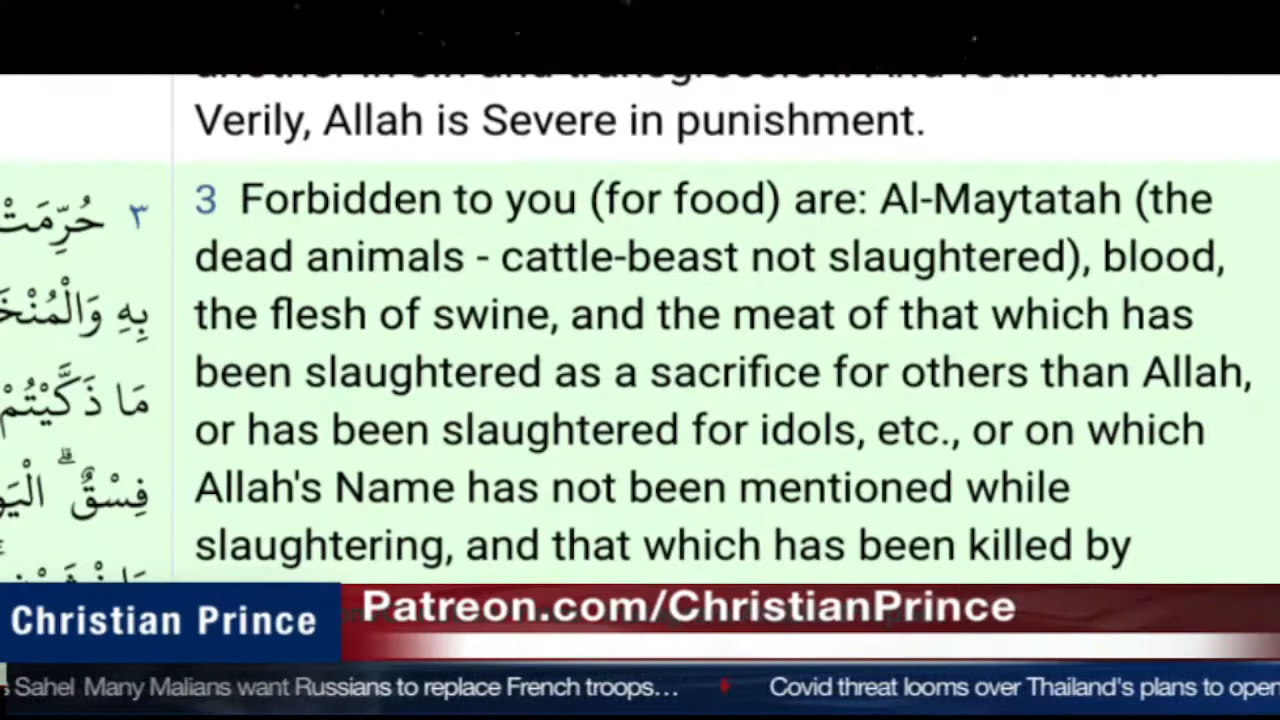 Verily, Allah is Severe in punishment.
3 Forbidden to you (for food) are: Al-Maytatah (the
dead animals - cattle-beast not slaughtered), blood,
the flesh of swine, and the meat of that which has
been slaughtered as a sacrifice for others than Allah,
or has been slaughtered for idols, etc., or on which
Allah's Name has not been mentioned while
slaughtering, and that which has been killed by
٣ حُرِّمَتْ
بِهِ وَالْمُنْخَ
مَا ذَكَّيْتُمْ
فِسْقٌ ۗ الْيَو
Christian Prince
Patreon.com/ChristianPrince
Sahel Many Malians want Russians to replace French troops...
Covid threat looms over Thailand's plans to open